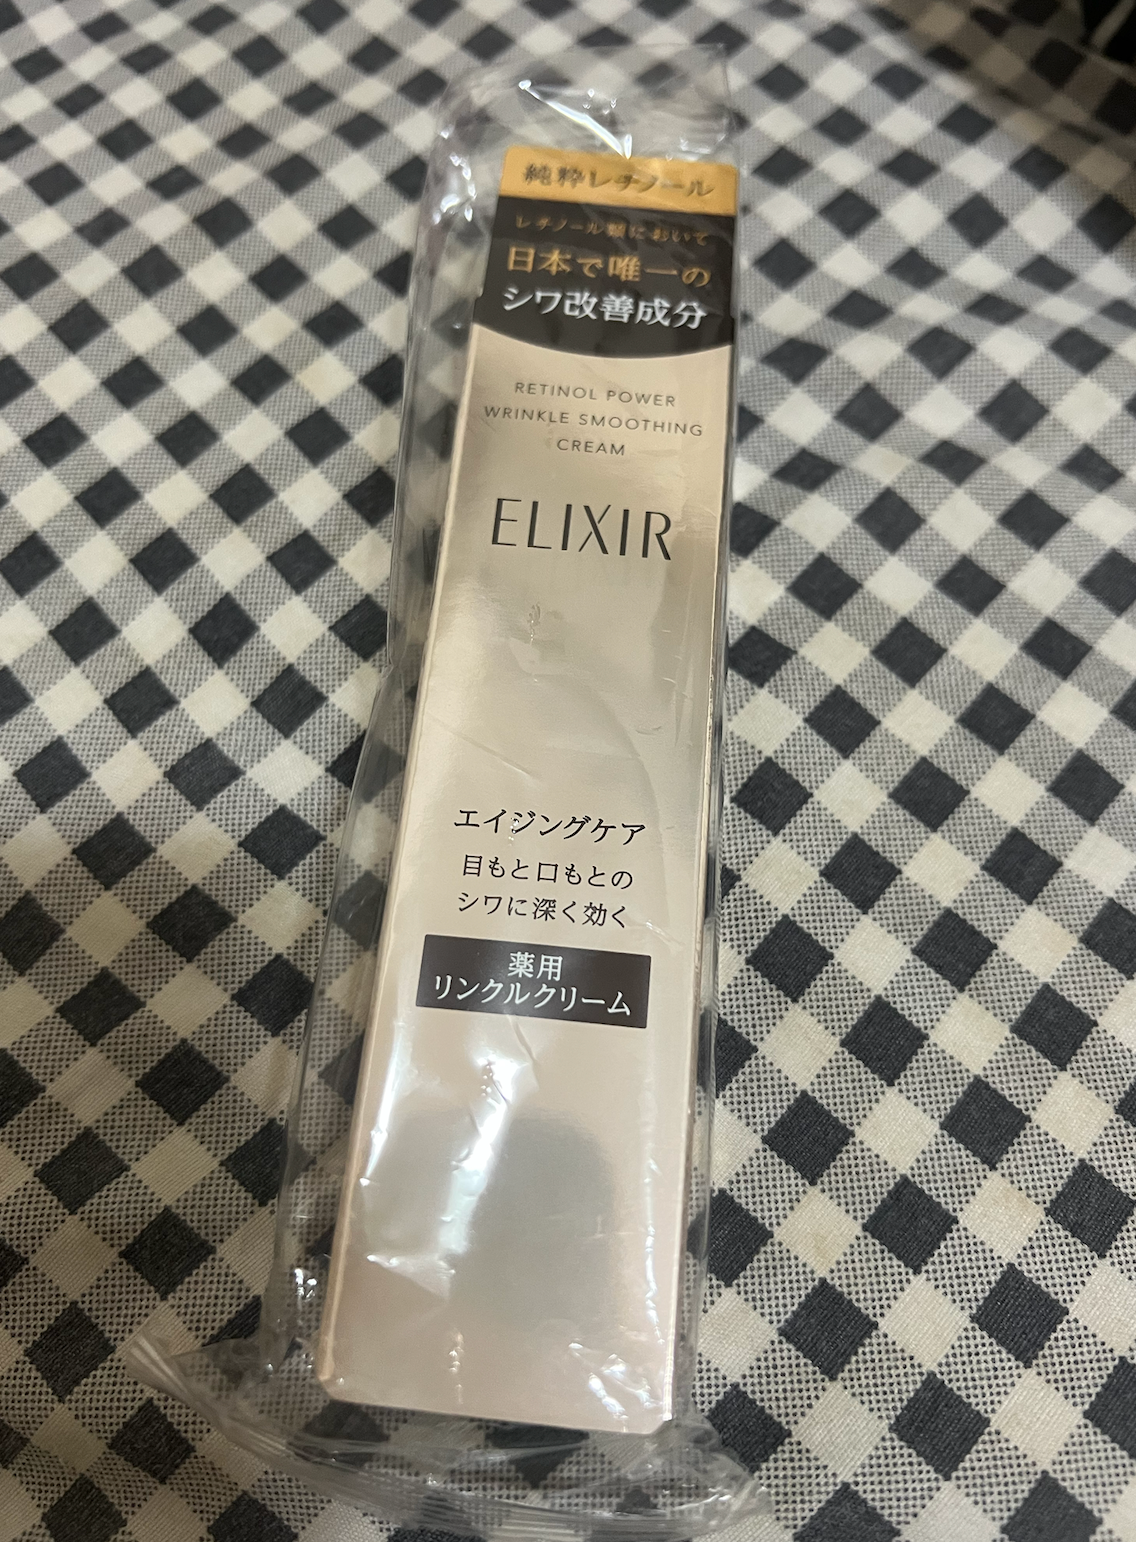 純粋レチノール
レチノール類において
日本で唯一の
シワ改善成分
RETINOL POWER
WRINKLE SMOOTHING
CREAM
ELIXIR
エイジングケア
目もと口もとの
シワに深く効く
薬用
リンクルクリーム